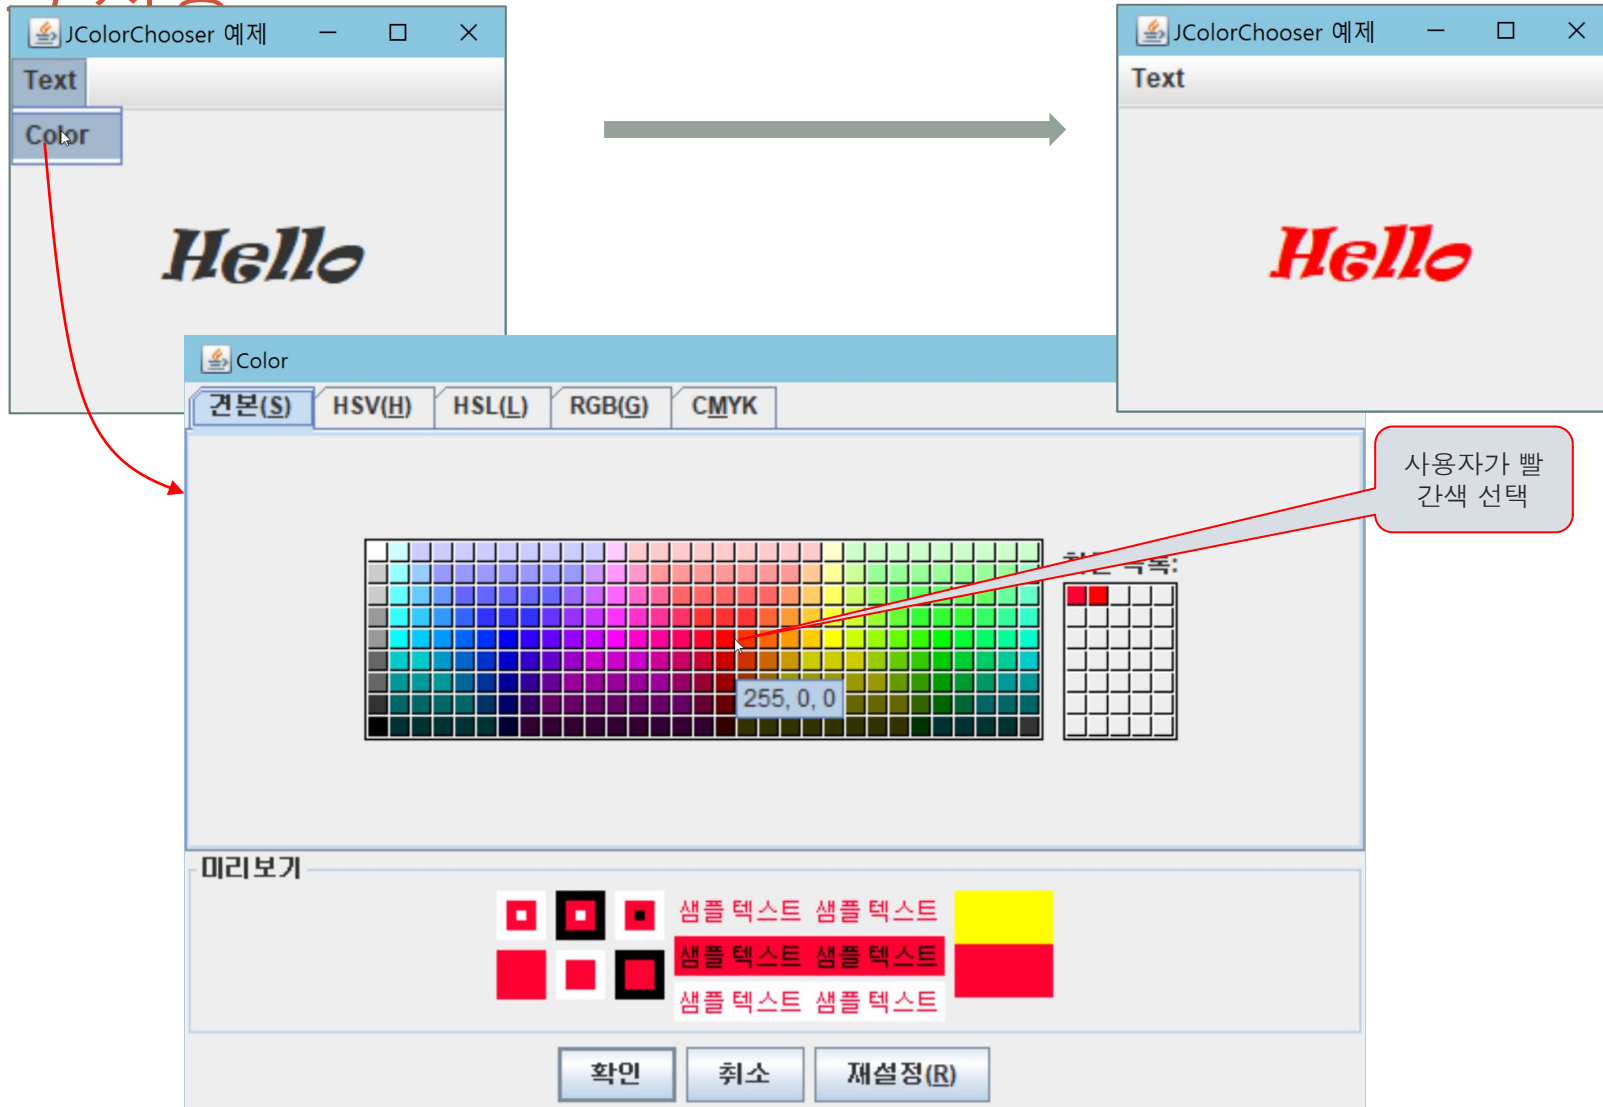 JColorChooser 예제
Text
Color
Hello
JColorChooser 예제
Text
Hello
Color
견본(S)
HSV(H)
HSL(L)
RGB(G)
CMYK
사용자가 빨
간색 선택
255, 0, 0
미리보기
샘플 텍스트 샘플 텍스트
샘플 텍스트 샘플 텍스트
샘플 텍스트 샘플 텍스트
확인
취소
재설정(R)